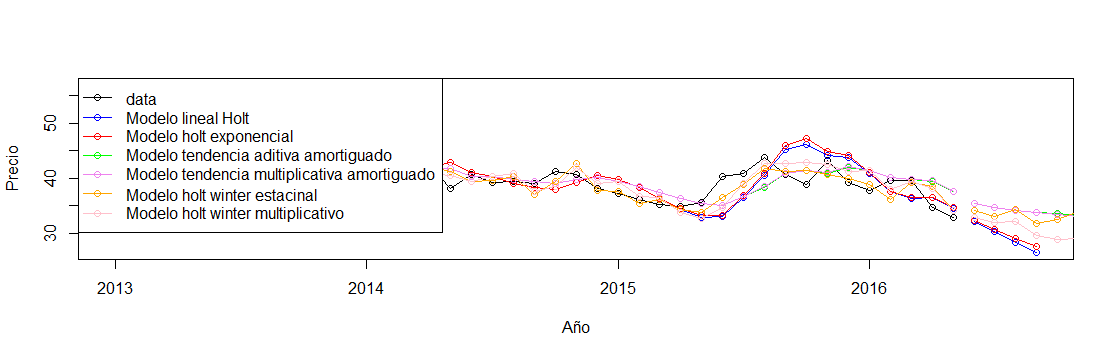 data
Modelo lineal Holt
Modelo holt exponencial
Modelo tendencia aditiva amortiguado
Modelo tendencia multiplicativa amortiguado
Modelo holt winter estacinal
Modelo holt winter multiplicativo
Precio
50
40
30
2013
2014
2015
2016
Año